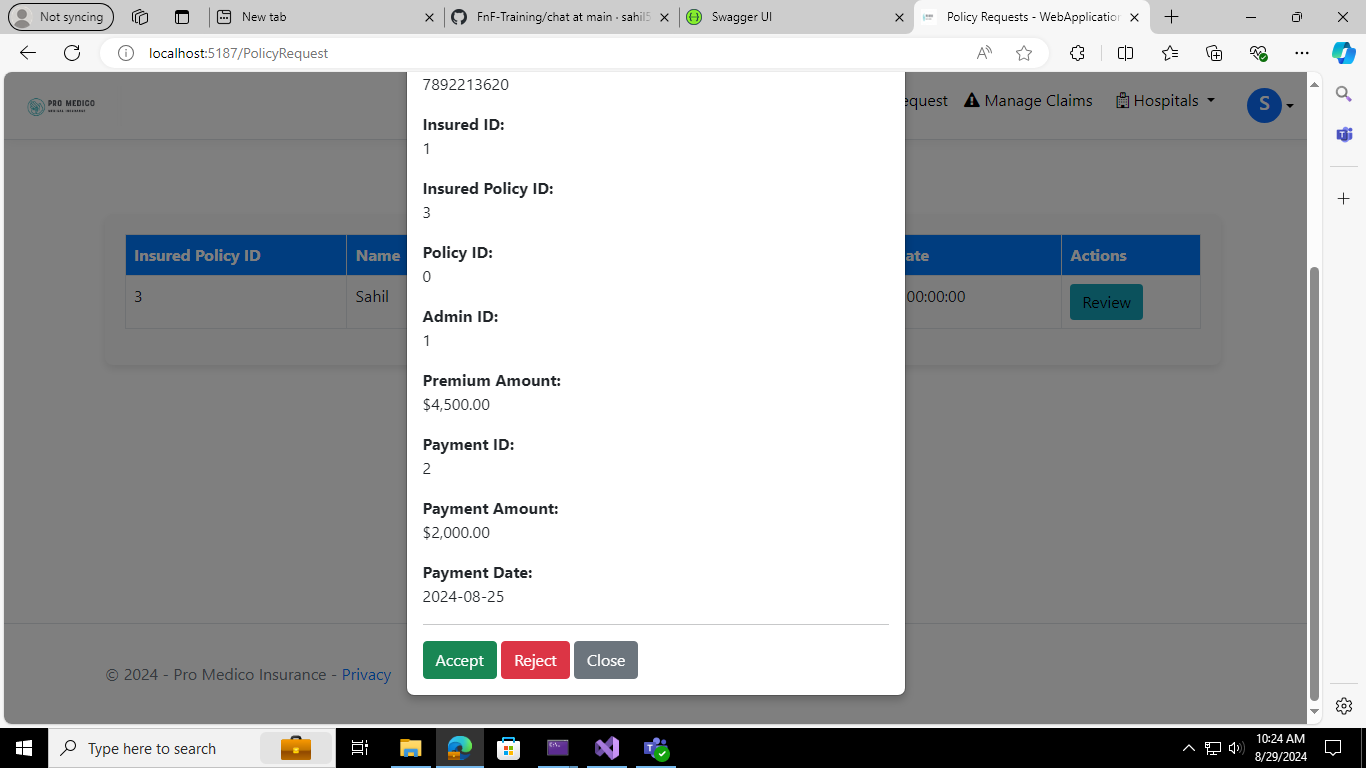 Not syncing
New tab
FnF-Training/chat at main · sahil5
Swagger UI
Policy Requests - WebApplication
localhost:5187/PolicyRequest
PRO MEDICO
equest
Manage Claims
Hospitals
S
7892213620
Insured ID:
1
Insured Policy ID:
3
Policy ID:
0
Admin ID:
1
Premium Amount:
$4,500.00
Payment ID:
2
Payment Amount:
$2,000.00
Payment Date:
2024-08-25
Accept Reject Close
Insured Policy ID Name ate Actions
3 Sahil 00:00:00 Review
© 2024 - Pro Medico Insurance - Privacy
Type here to search
10:24 AM
8/29/2024